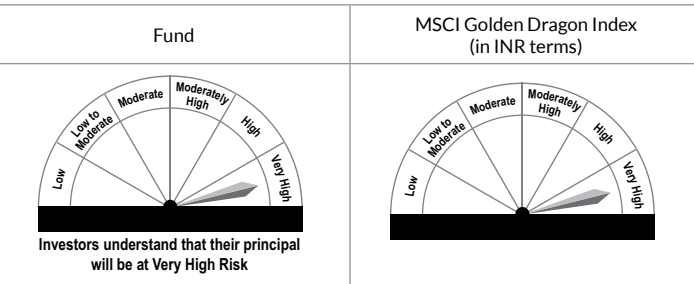 Fund
MSCI Golden Dragon Index
(in INR terms)
Low
Low to
Moderate
Moderate
Moderately
High
High
Very High
Investors understand that their principal
will be at Very High Risk
Low
Low to
Moderate
Moderate
Moderately
High
High
Very High